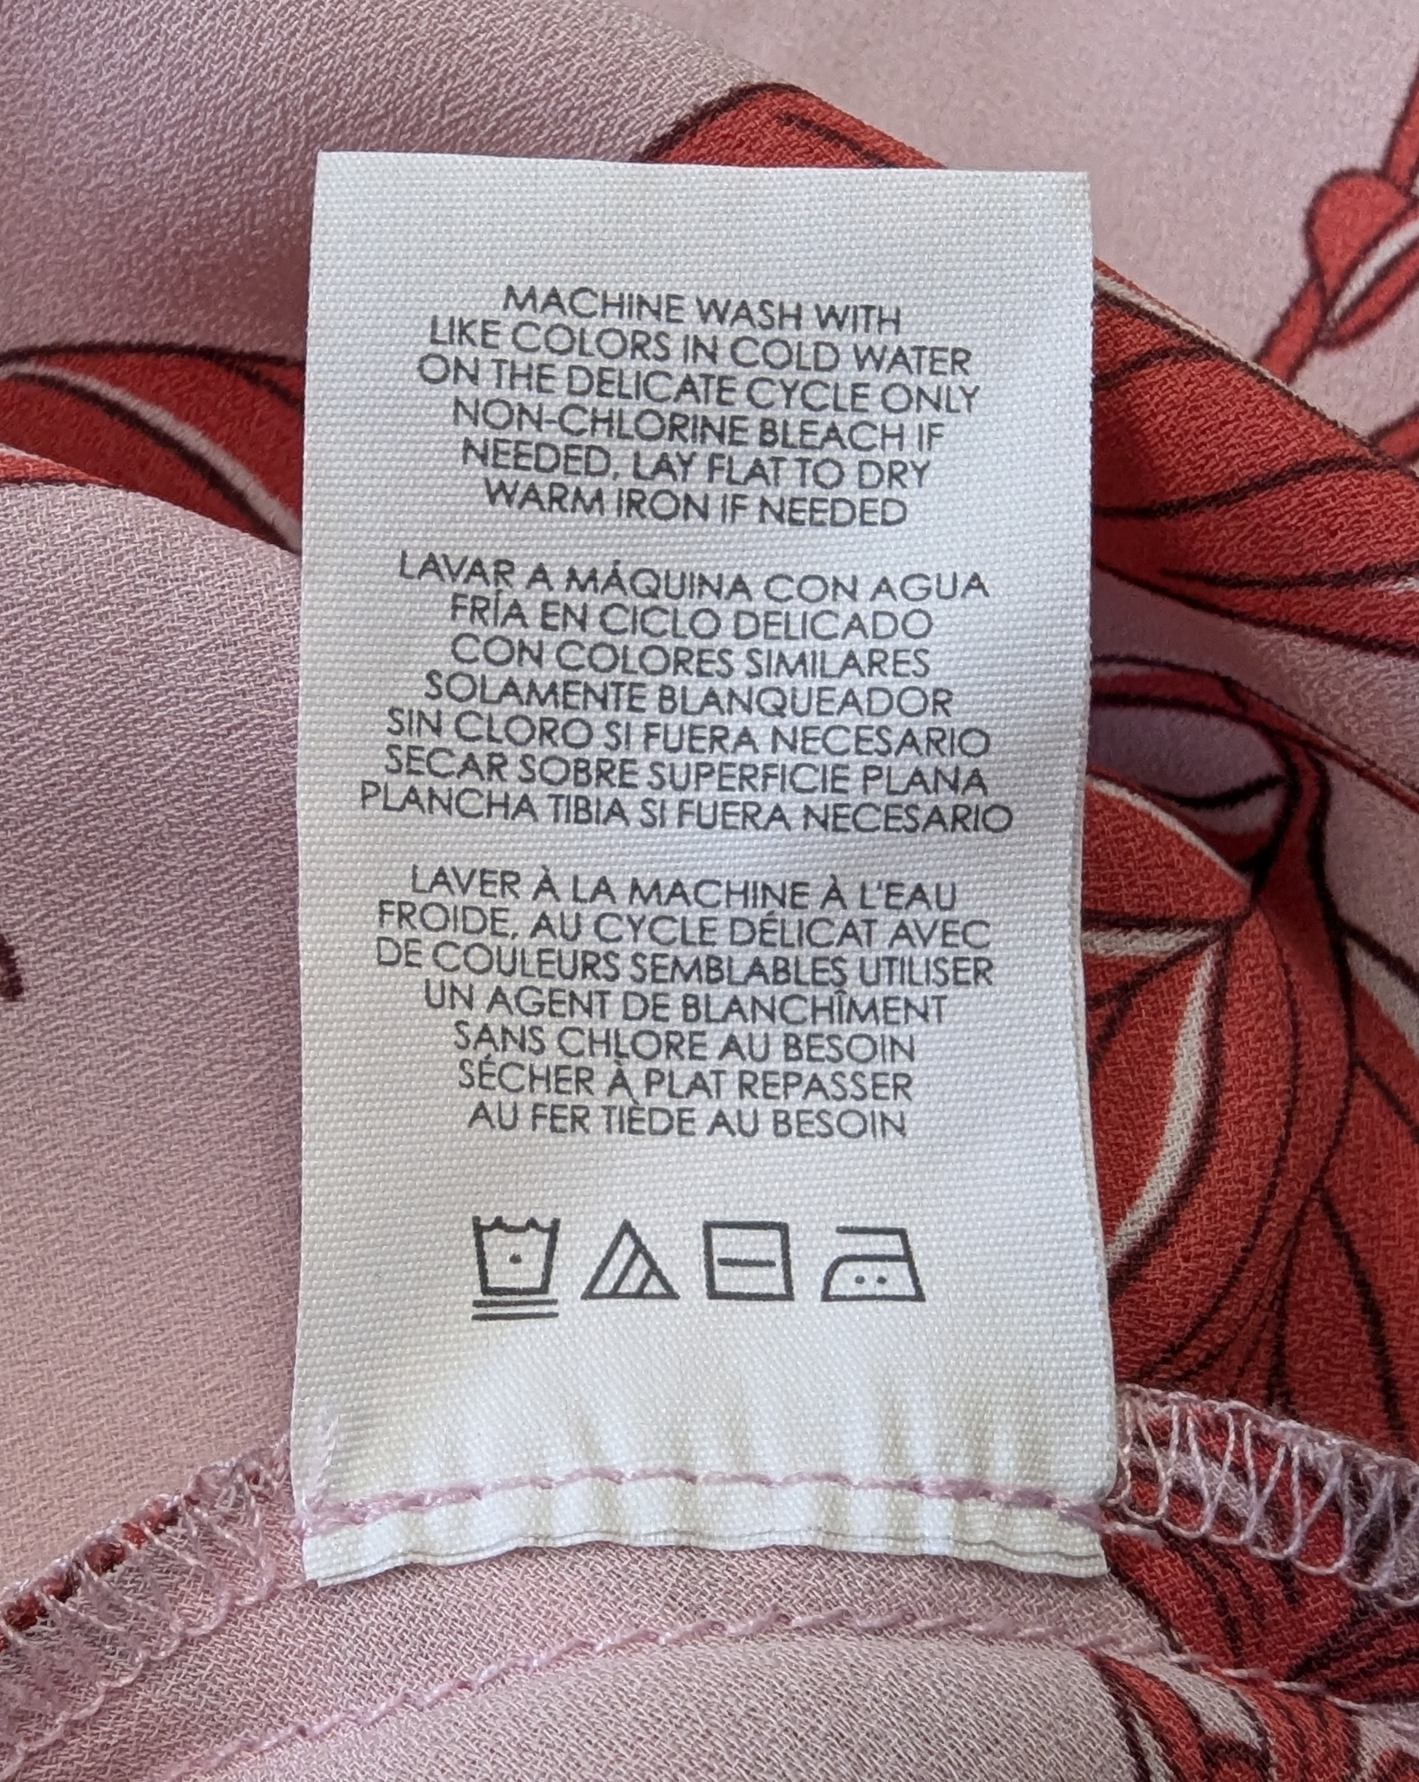 MACHINE WASH WITH
LIKE COLORS IN COLD WATER
ON THE DELICATE CYCLE ONLY
NON-CHLORINE BLEACH IF
NEEDED, LAY FLAT TO DRY
WARM IRON IF NEEDED
LAVAR A MÁQUINA CON AGUA
FRÍA EN CICLO DELICADO
CON COLORES SIMILARES
SOLAMENTE BLANQUEADOR
SIN CLORO SI FUERA NECESARIO
SECAR SOBRE SUPERFICIE PLANA
PLANCHA TIBIA SI FUERA NECESARIO
LAVER À LA MACHINE À L'EAU
FROIDE, AU CYCLE DÉLICAT AVEC
DE COULEURS SEMBLABLES UTILISER
UN AGENT DE BLANCHÎMENT
SANS CHLORE AU BESOIN
SÉCHER À PLAT REPASSER
AU FER TIÈDE AU BESOIN